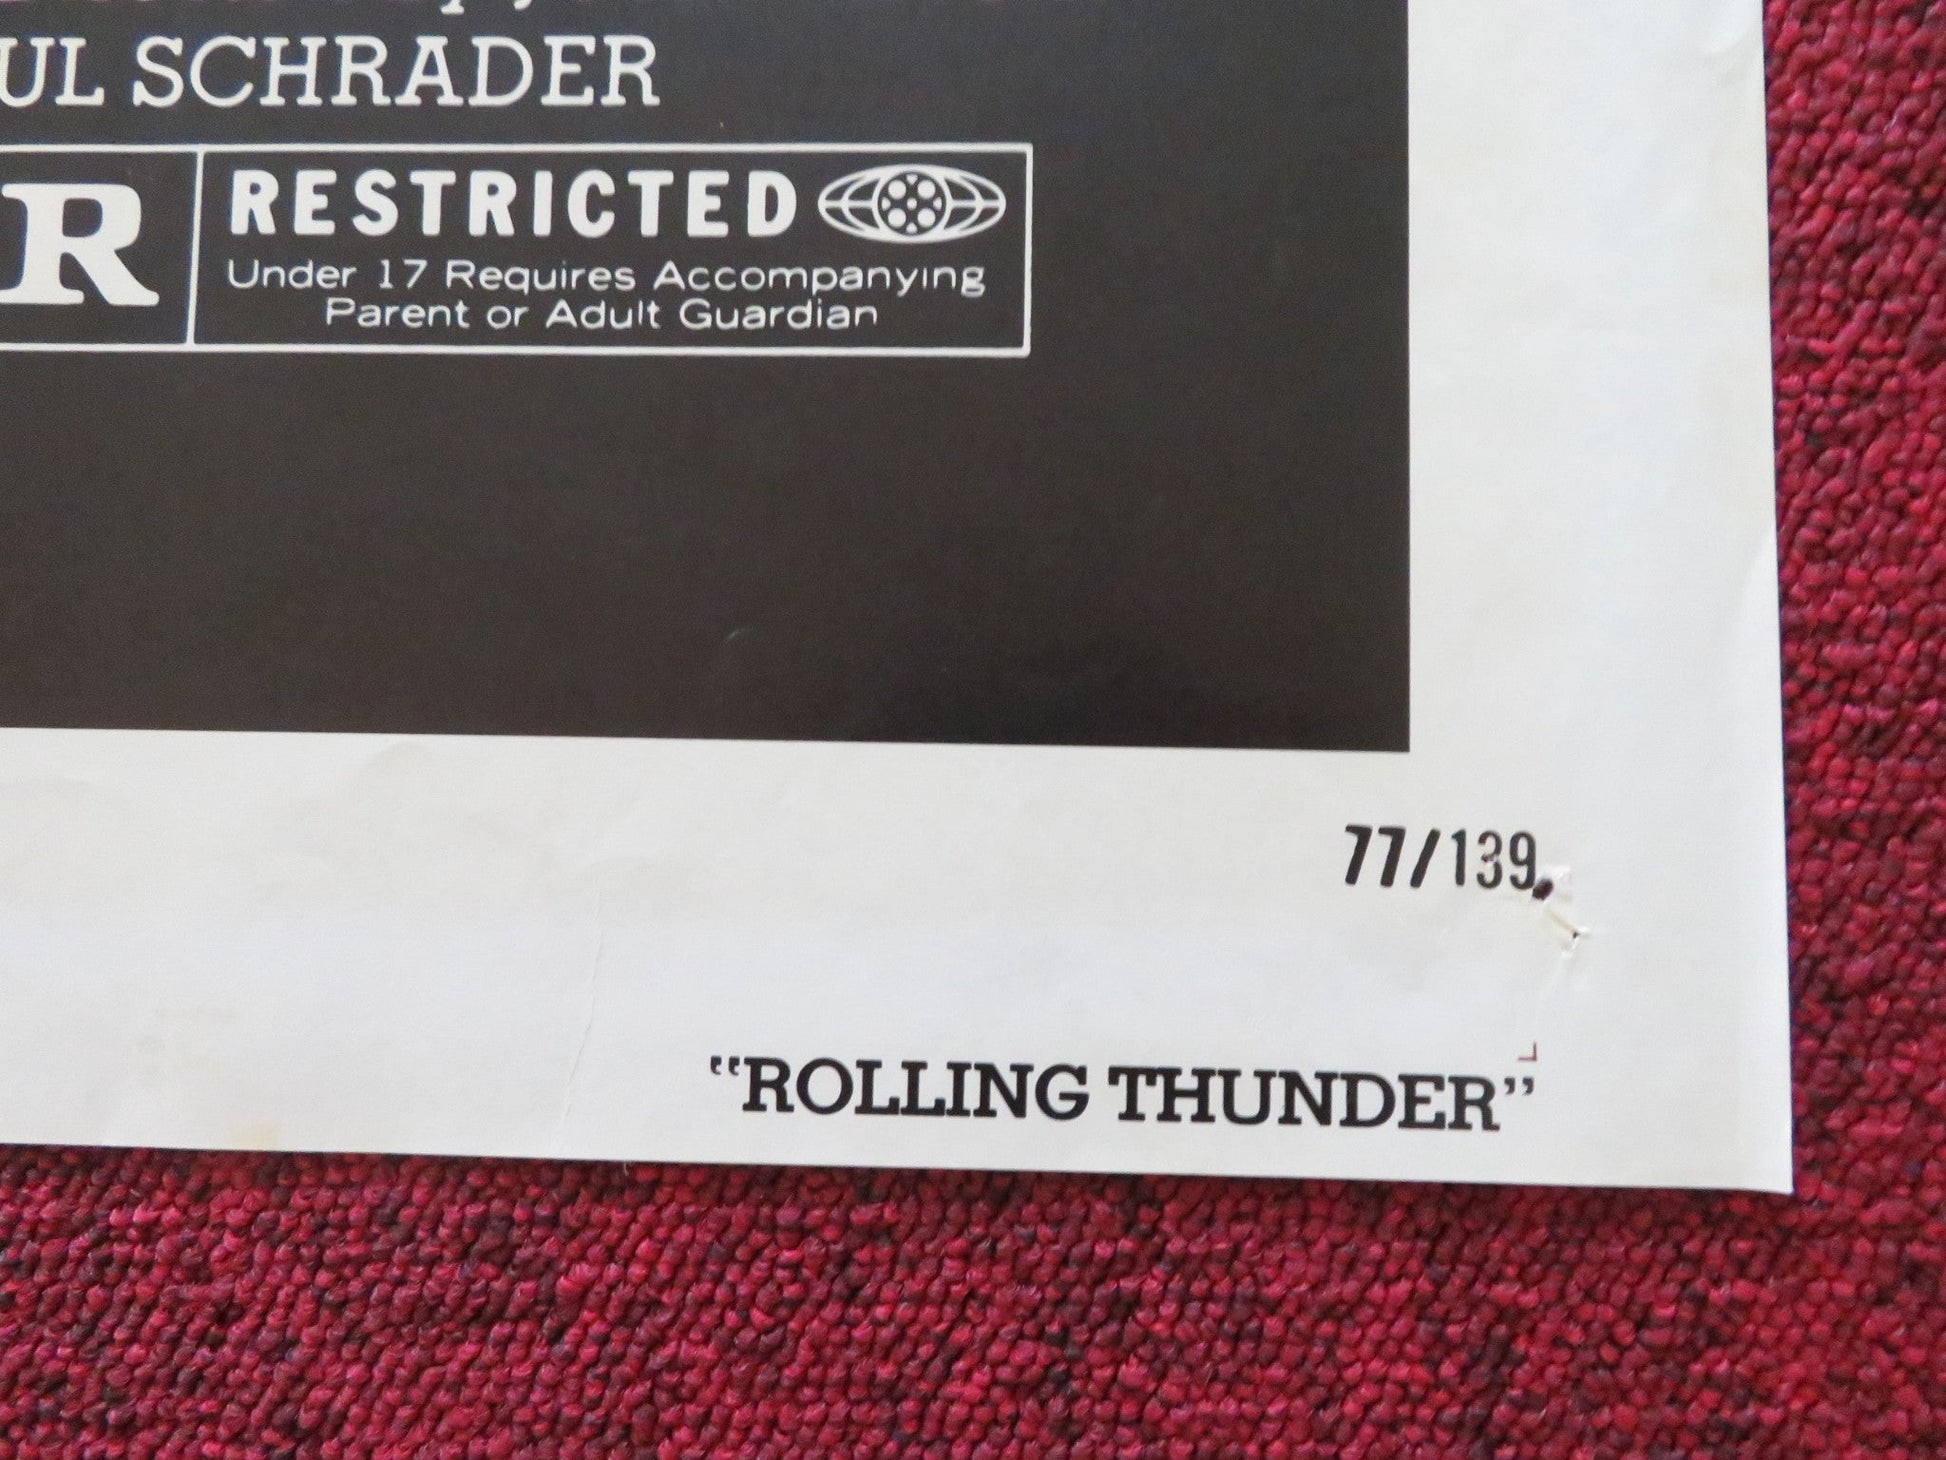 UL SCHRADER
R RESTRICTED
Under 17 Requires Accompanying
Parent or Adult Guardian
77/139
"ROLLING THUNDER"